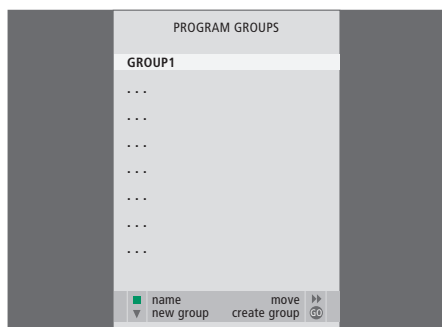 PROGRAM GROUPS
GROUP1
. . .
. . .
. . .
. . .
. . .
. . .
. . .
name move
new group create group GO